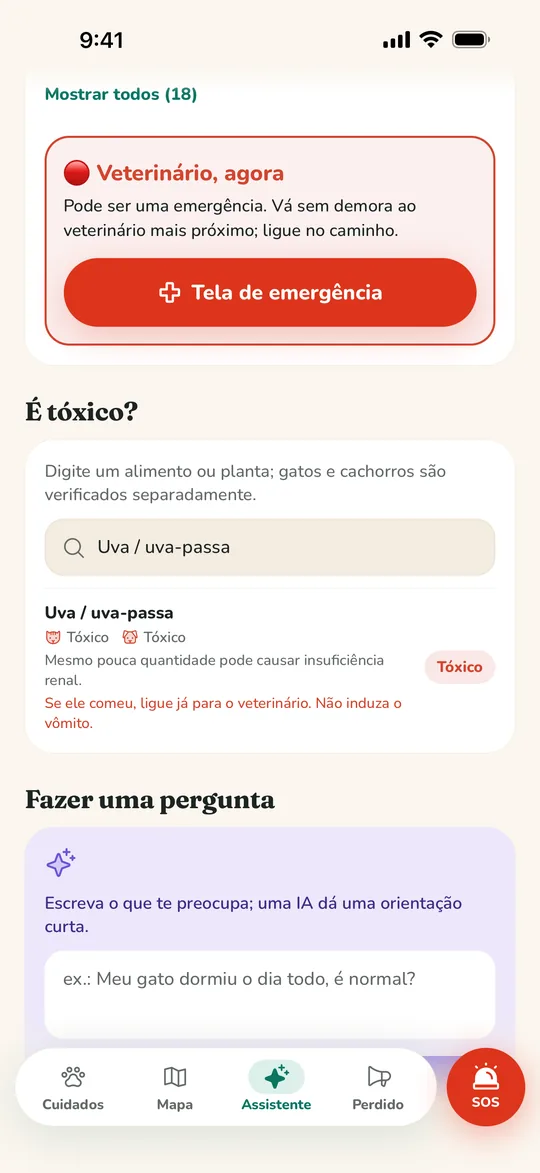 9:41
Mostrar todos (18)
Veterinário, agora
Pode ser uma emergência. Vá sem demora ao
veterinário mais próximo; ligue no caminho.
Tela de emergência
É tóxico?
Digite um alimento ou planta; gatos e cachorros são
verificados separadamente.
Uva / uva-passa
Uva / uva-passa
Tóxico Tóxico
Mesmo pouca quantidade pode causar insuficiência
renal.
Tóxico
Se ele comeu, ligue já para o veterinário. Não induza o
vômito.
Fazer uma pergunta
Escreva o que te preocupa; uma IA dá uma orientação
curta.
ex.: Meu gato dormiu o dia todo, é normal?
Cuidados Mapa Assistente Perdido SOS